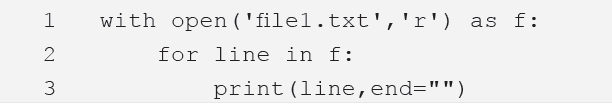 1 with open('file1.txt','r') as f:
2     for line in f:
3         print(line,end="")